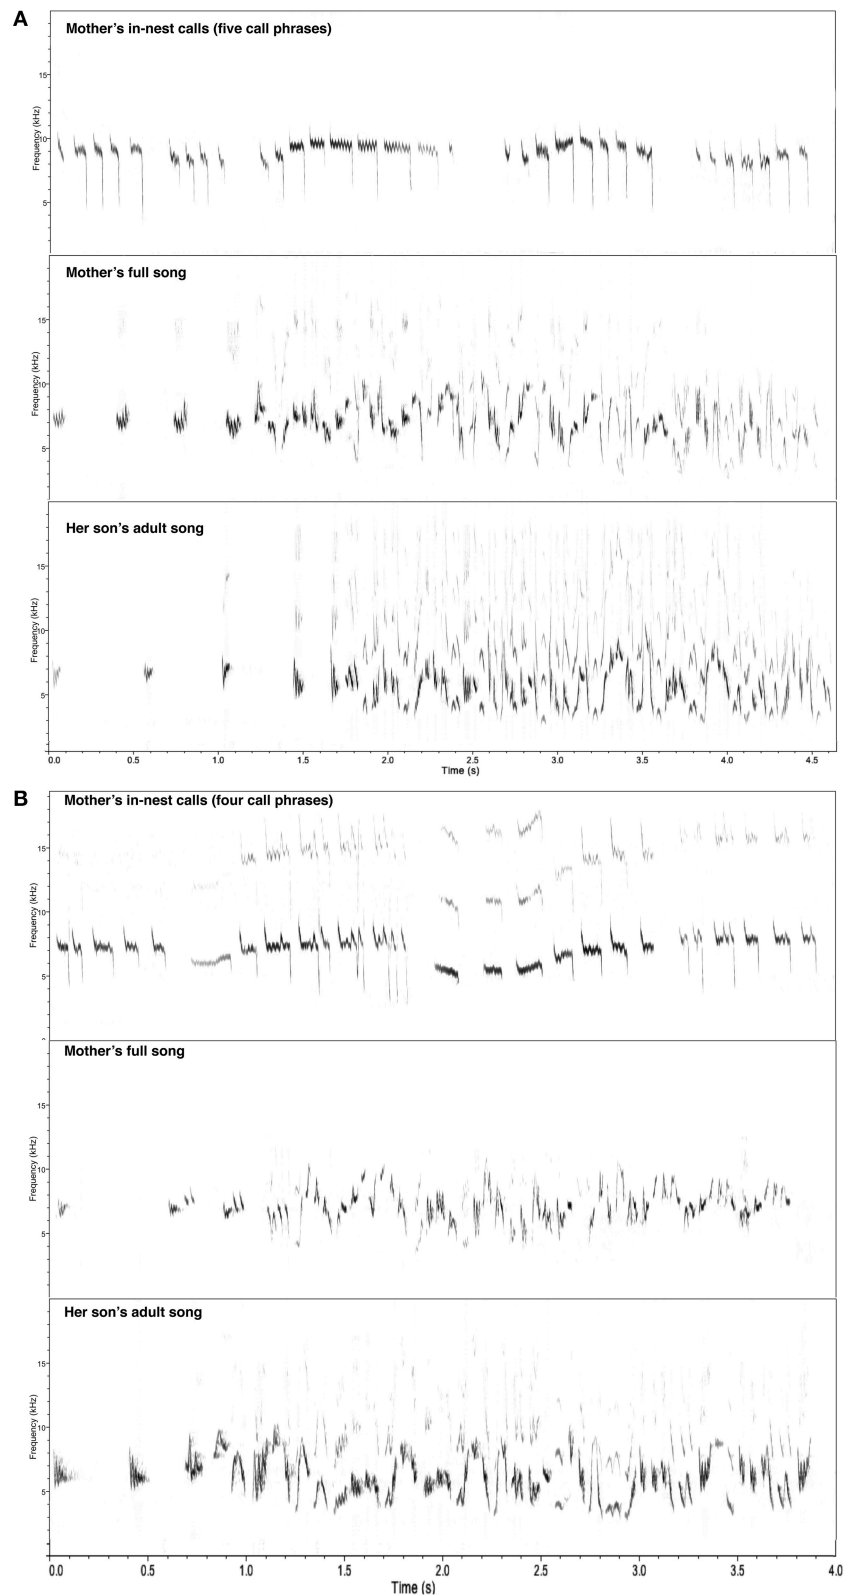 A
Mother's in-nest calls (five call phrases)
Frequency (kHz)
15
10
5
Mother's full song
Frequency (kHz)
15
10
5
Her son's adult song
Frequency (kHz)
15
10
5
0.0 0.5 1.0 1.5 2.0 2.5 3.0 3.5 4.0 4.5
Time (s)
B
Mother's in-nest calls (four call phrases)
Frequency (kHz)
15
10
5
Mother's full song
Frequency (kHz)
15
10
5
Her son's adult song
Frequency (kHz)
15
10
5
0.0 0.5 1.0 1.5 2.0 2.5 3.0 3.5 4.0
Time (s)